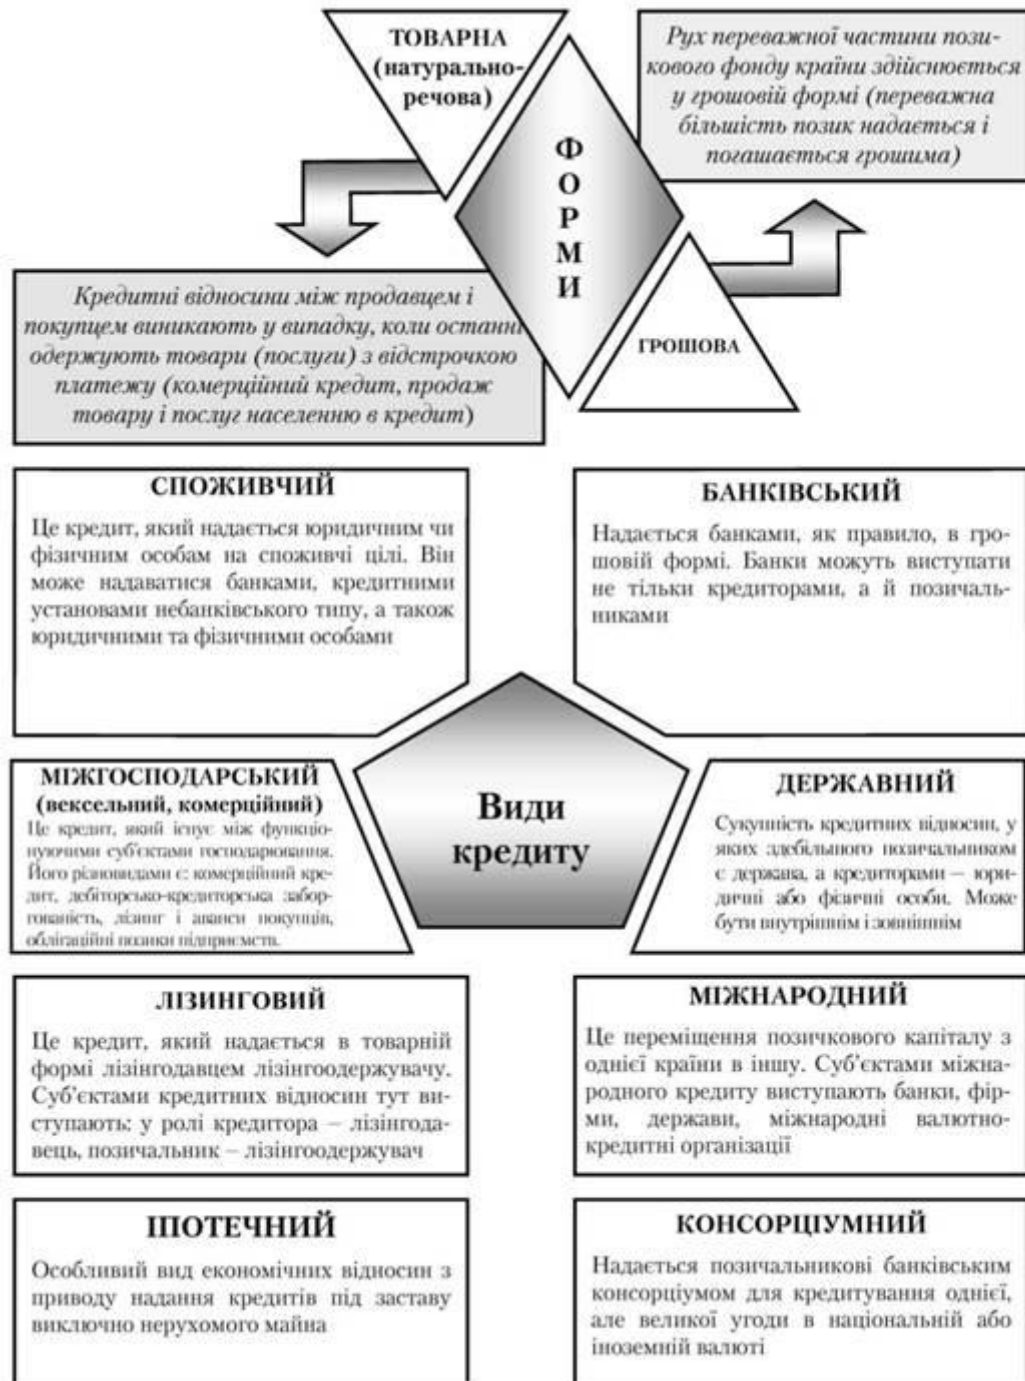 ТОВАРНА
(натурально-
речова)
Рух переважної частини пози-
кового фонду країни здійснюється
у грошовій формі (переважна
більшість позик надається і
погашається грошима)
Ф
О
Р
М
И
Кредитні відносини між продавцем і
покупцем виникають у випадку, коли останні
одержують товари (послуги) з відстрочкою
платежу (комерційний кредит, продаж
товару і послуг населенню в кредит)
ГРОШОВА
СПОЖИВЧИЙ
Це кредит, який надається юридичним чи
фізичним особам на споживчі цілі. Він
може надаватися банками, кредитними
установами небанківського типу, а також
юридичними та фізичними особами
БАНКІВСЬКИЙ
Надається банками, як правило, в гро-
шовій формі. Банки можуть виступати
не тільки кредиторами, а й позичаль-
никами
Види
кредиту
МІЖГОСПОДАРСЬКИЙ
(вексельний, комерційний)
Це кредит, який існує між функціо-
нуючими суб'єктами господарювання.
Його різновидами є: комерційний кре-
дит, дебіторсько-кредиторська забор-
гованість, лізинг і аванси покупців,
облігаційні позики підприємств.
ДЕРЖАВНИЙ
Сукупність кредитних відносин, у
яких здебільного позичальником
є держава, а кредиторами – юри-
дичні або фізичні особи. Може
бути внутрішнім і зовнішнім
ЛІЗИНГОВИЙ
Це кредит, який надається в товарній
формі лізінгодавцем лізінгоодержувачу.
Суб'єктами кредитних відносин тут ви-
ступають: у ролі кредитора – лізінгода-
вець, позичальник – лізінгоодержувач
МІЖНАРОДНИЙ
Це переміщення позичкового капіталу з
однієї країни в іншу. Суб'єктами міжна-
родного кредиту виступають банки, фір-
ми, держави, міжнародні валютно-
кредитні організації
ІПОТЕЧНИЙ
Особливий вид економічних відносин з
приводу надання кредитів під заставу
виключно нерухомого майна
КОНСОРЦІУМНИЙ
Надається позичальникові банківським
консорціумом для кредитування однієї,
але великої угоди в національній або
іноземній валюті